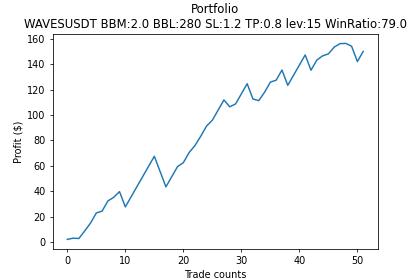 Portfolio
WAVESUSDT BBM:2.0 BBL:280 SL:1.2 TP:0.8 lev:15 WinRatio:79.0
160
140
120
100
80
60
40
20
0
Profit ($)
0 10 20 30 40 50
Trade counts